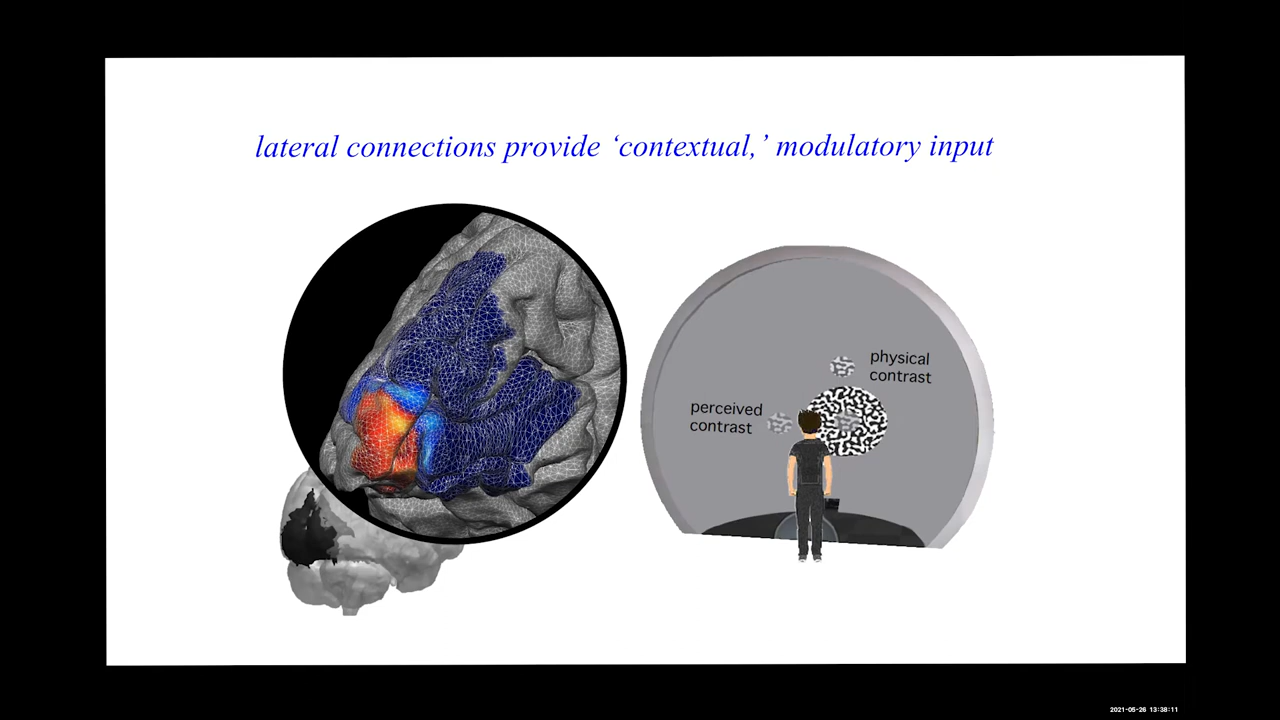 lateral connections provide ‘contextual,’ modulatory input
physical
contrast
perceived
contrast
2021-05-26 13:38:11